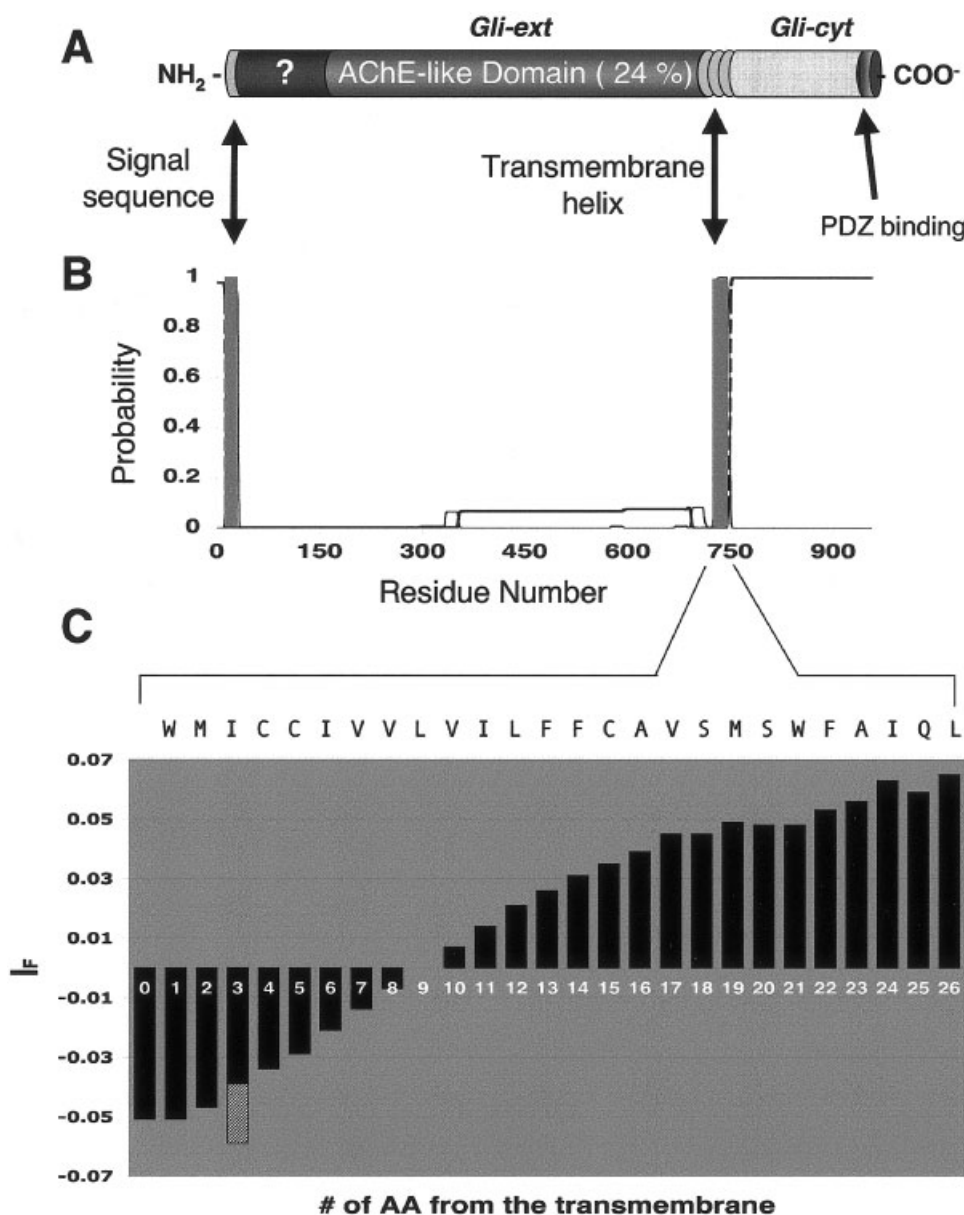 A
Gli-ext
Gli-cyt
NH2 -
?
AChE-like Domain ( 24 %)
- COO-
Signal
sequence
Transmembrane
helix
PDZ binding
B
Probability
1
0.8
0.6
0.4
0.2
0
0 150 300 450 600 750 900
Residue Number
C
W M I C C I V V L V I L F F C A V S M S W F A I Q L
IF
0.07
0.05
0.03
0.01
-0.01
-0.03
-0.05
-0.07
0 1 2 3 4 5 6 7 8 9 10 11 12 13 14 15 16 17 18 19 20 21 22 23 24 25 26
# of AA from the transmembrane